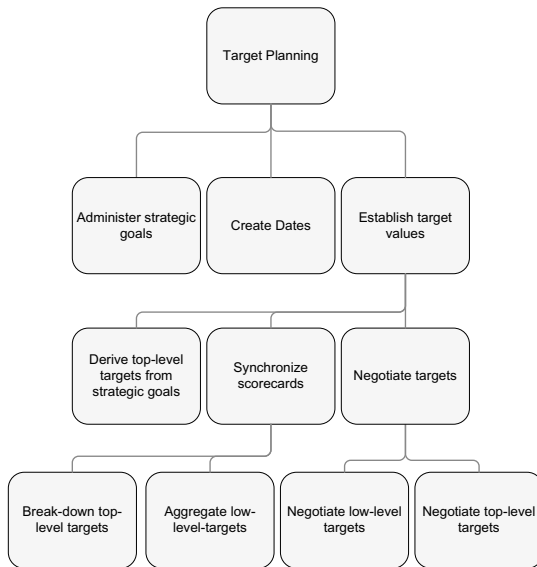 Target Planning
Administer strategic
goals
Create Dates
Establish target
values
Derive top-level
targets from
strategic goals
Synchronize
scorecards
Negotiate targets
Break-down top-
level targets
Aggregate low-
level-targets
Negotiate low-level
targets
Negotiate top-level
targets